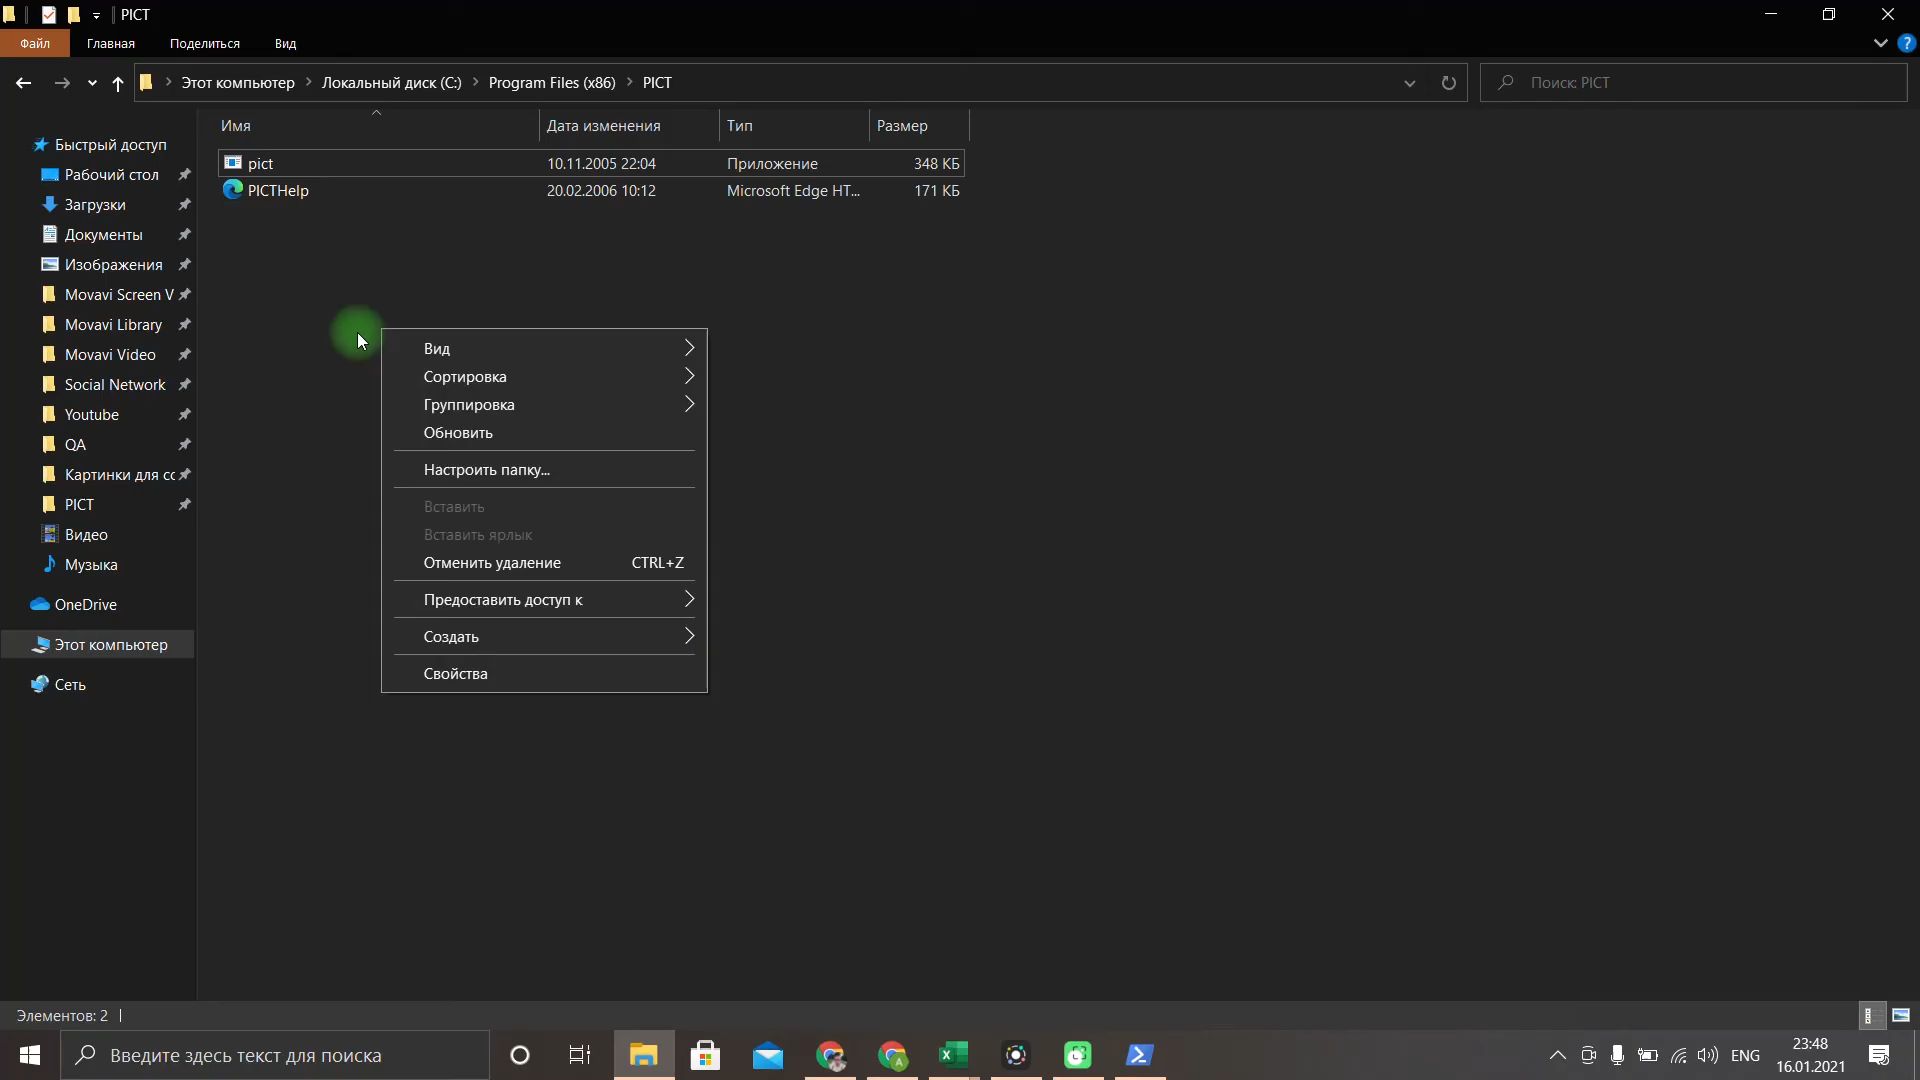 PICT
Файл Главная Поделиться Вид
Этот компьютер Локальный диск (C:) Program Files (x86) PICT
Поиск: PICT
Имя Дата изменения Тип Размер
pict 10.11.2005 22:04 Приложение 348 КБ
PICTHelp 20.02.2006 10:12 Microsoft Edge HT... 171 КБ
Быстрый доступ
Рабочий стол
Загрузки
Документы
Изображения
Movavi Screen V
Movavi Library
Movavi Video
Social Network
Youtube
QA
Картинки для сс
PICT
Видео
Музыка
OneDrive
Этот компьютер
Сеть
Вид
Сортировка
Группировка
Обновить
Настроить папку...
Вставить
Вставить ярлык
Отменить удаление CTRL+Z
Предоставить доступ к
Создать
Свойства
Элементов: 2
Введите здесь текст для поиска
ENG
23:48
16.01.2021